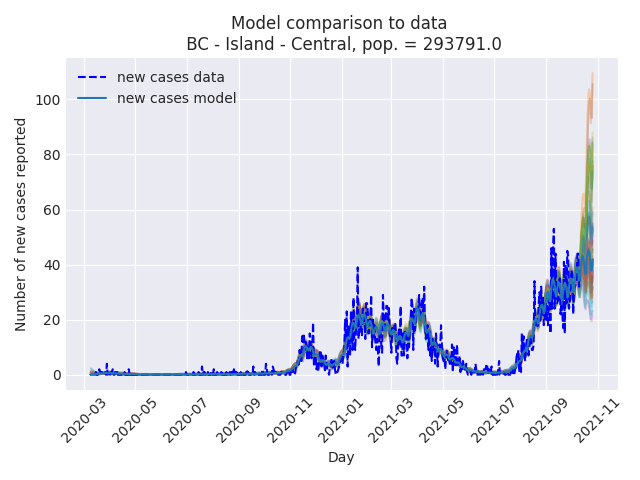 Model comparison to data
BC - Island - Central, pop. = 293791.0
new cases data
new cases model
Number of new cases reported
100
80
60
40
20
0
2020-03
2020-05
2020-07
2020-09
2020-11
2021-01
2021-03
2021-05
2021-07
2021-09
2021-11
Day